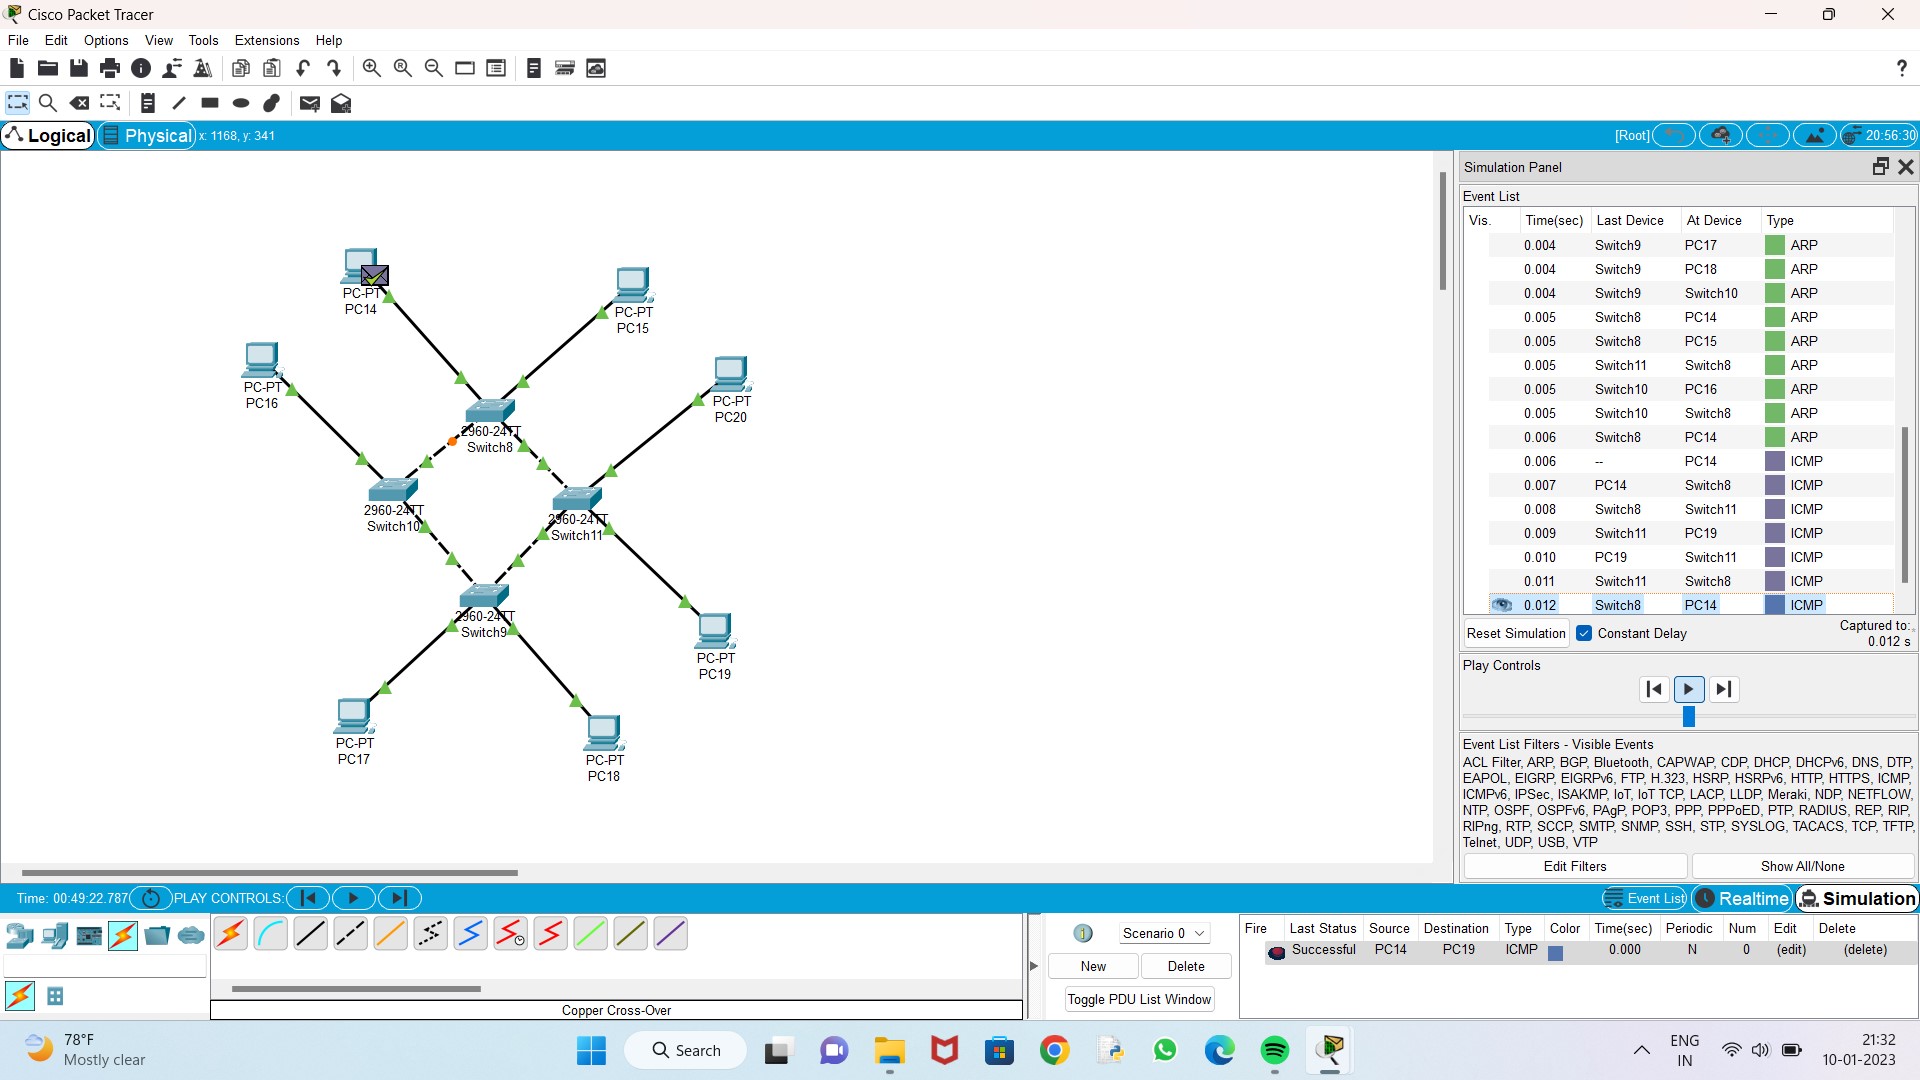 Cisco Packet Tracer
File Edit Options View Tools Extensions Help
?
Logical Physical x: 1168, y: 341
[Root] 20:56:30
PC-PT
PC14
PC-PT
PC15
PC-PT
PC16
PC-PT
PC20
2960-24TT
Switch8
2960-24TT
Switch10
2960-24TT
Switch11
2960-24TT
Switch9
PC-PT
PC19
PC-PT
PC17
PC-PT
PC18
Simulation Panel
Event List
Vis. Time(sec) Last Device At Device Type
0.004 Switch9 PC17 ARP
0.004 Switch9 PC18 ARP
0.004 Switch9 Switch10 ARP
0.005 Switch8 PC14 ARP
0.005 Switch8 PC15 ARP
0.005 Switch11 Switch8 ARP
0.005 Switch10 PC16 ARP
0.005 Switch10 Switch8 ARP
0.006 Switch8 PC14 ARP
0.006 -- PC14 ICMP
0.007 PC14 Switch8 ICMP
0.008 Switch8 Switch11 ICMP
0.009 Switch11 PC19 ICMP
0.010 PC19 Switch11 ICMP
0.011 Switch11 Switch8 ICMP
0.012 Switch8 PC14 ICMP
Reset Simulation Constant Delay
Captured to:
0.012 s
Play Controls
Event List Filters - Visible Events
ACL Filter, ARP, BGP, Bluetooth, CAPWAP, CDP, DHCP, DHCPv6, DNS, DTP,
EAPOL, EIGRP, EIGRPv6, FTP, H.323, HSRP, HSRPv6, HTTP, HTTPS, ICMP,
ICMPv6, IPSec, ISAKMP, IoT, IoT TCP, LACP, LLDP, Meraki, NDP, NETFLOW,
NTP, OSPF, OSPFv6, PAgP, POP3, PPP, PPPoED, PTP, RADIUS, REP, RIP,
RIPng, RTP, SCCP, SMTP, SNMP, SSH, STP, SYSLOG, TACACS, TCP, TFTP,
Telnet, UDP, USB, VTP
Edit Filters Show All/None
Time: 00:49:22.787 PLAY CONTROLS:
Event List Realtime Simulation
Copper Cross-Over
Scenario 0
New Delete
Toggle PDU List Window
Fire Last Status Source Destination Type Color Time(sec) Periodic Num Edit Delete
Successful PC14 PC19 ICMP 0.000 N 0 (edit) (delete)
78°F
Mostly clear
Search
ENG
IN
21:32
10-01-2023